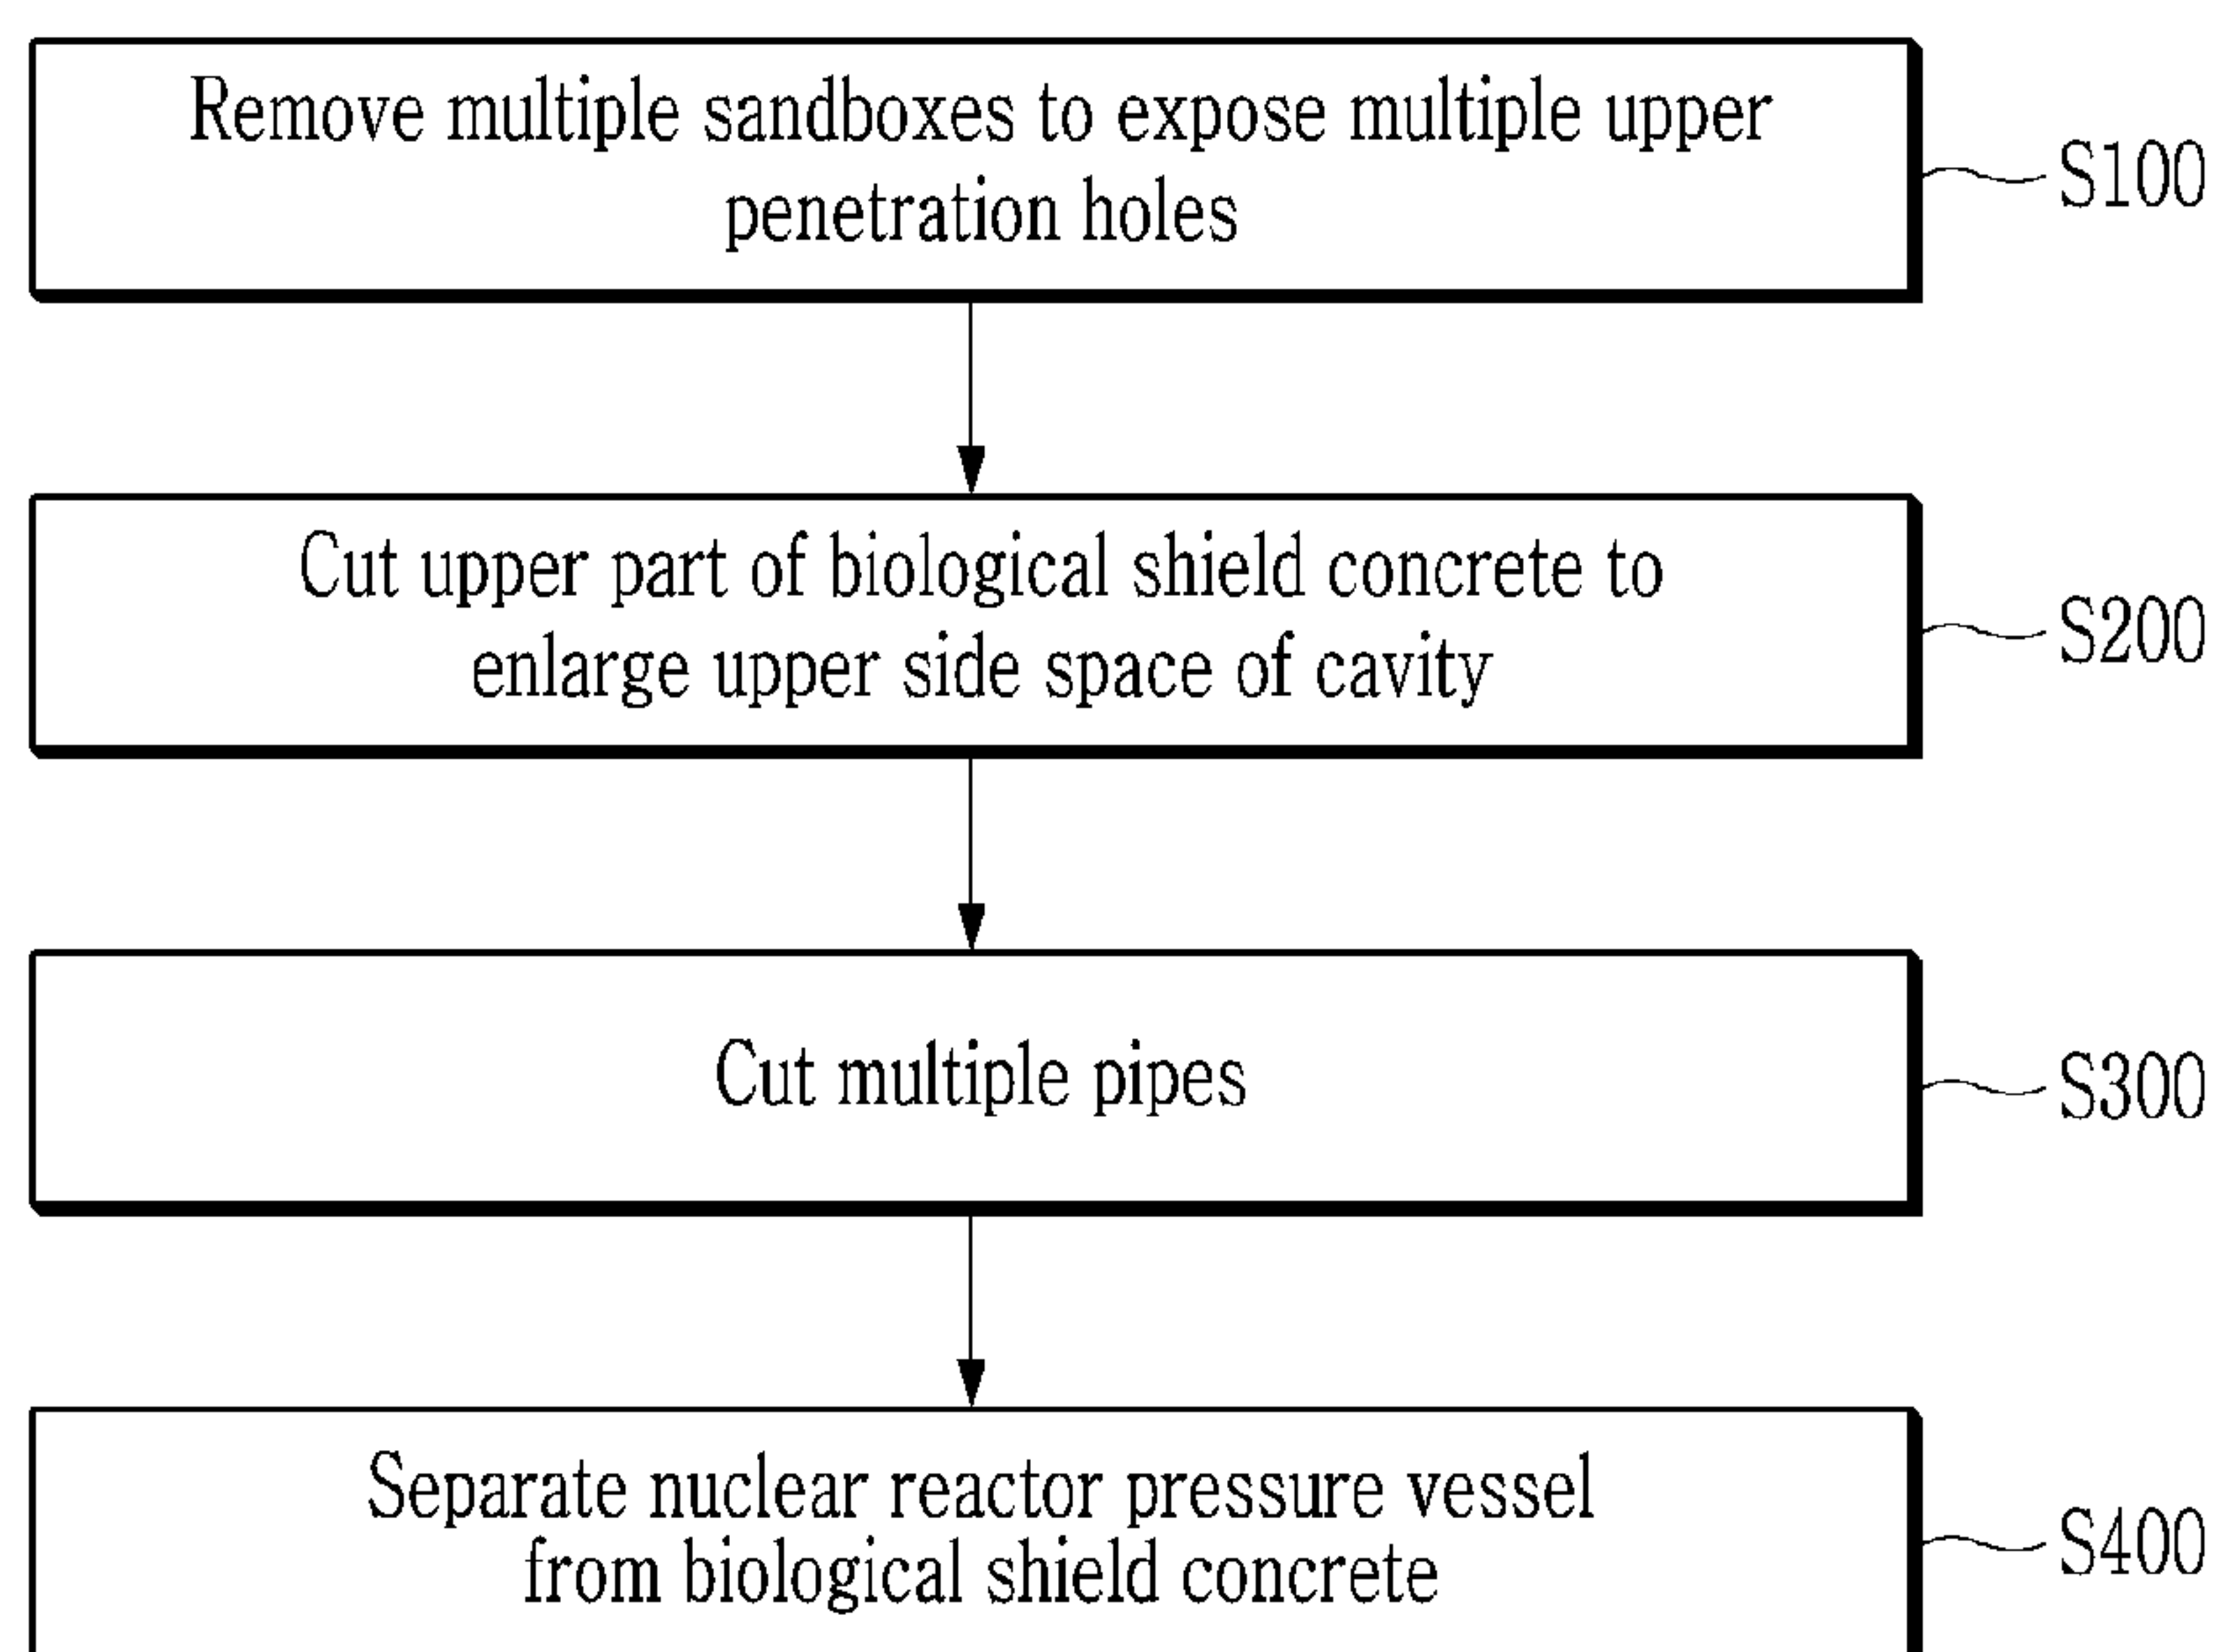 Remove multiple sandboxes to expose multiple upper
penetration holes
S100
Cut upper part of biological shield concrete to
enlarge upper side space of cavity
S200
Cut multiple pipes
S300
Separate nuclear reactor pressure vessel
from biological shield concrete
S400